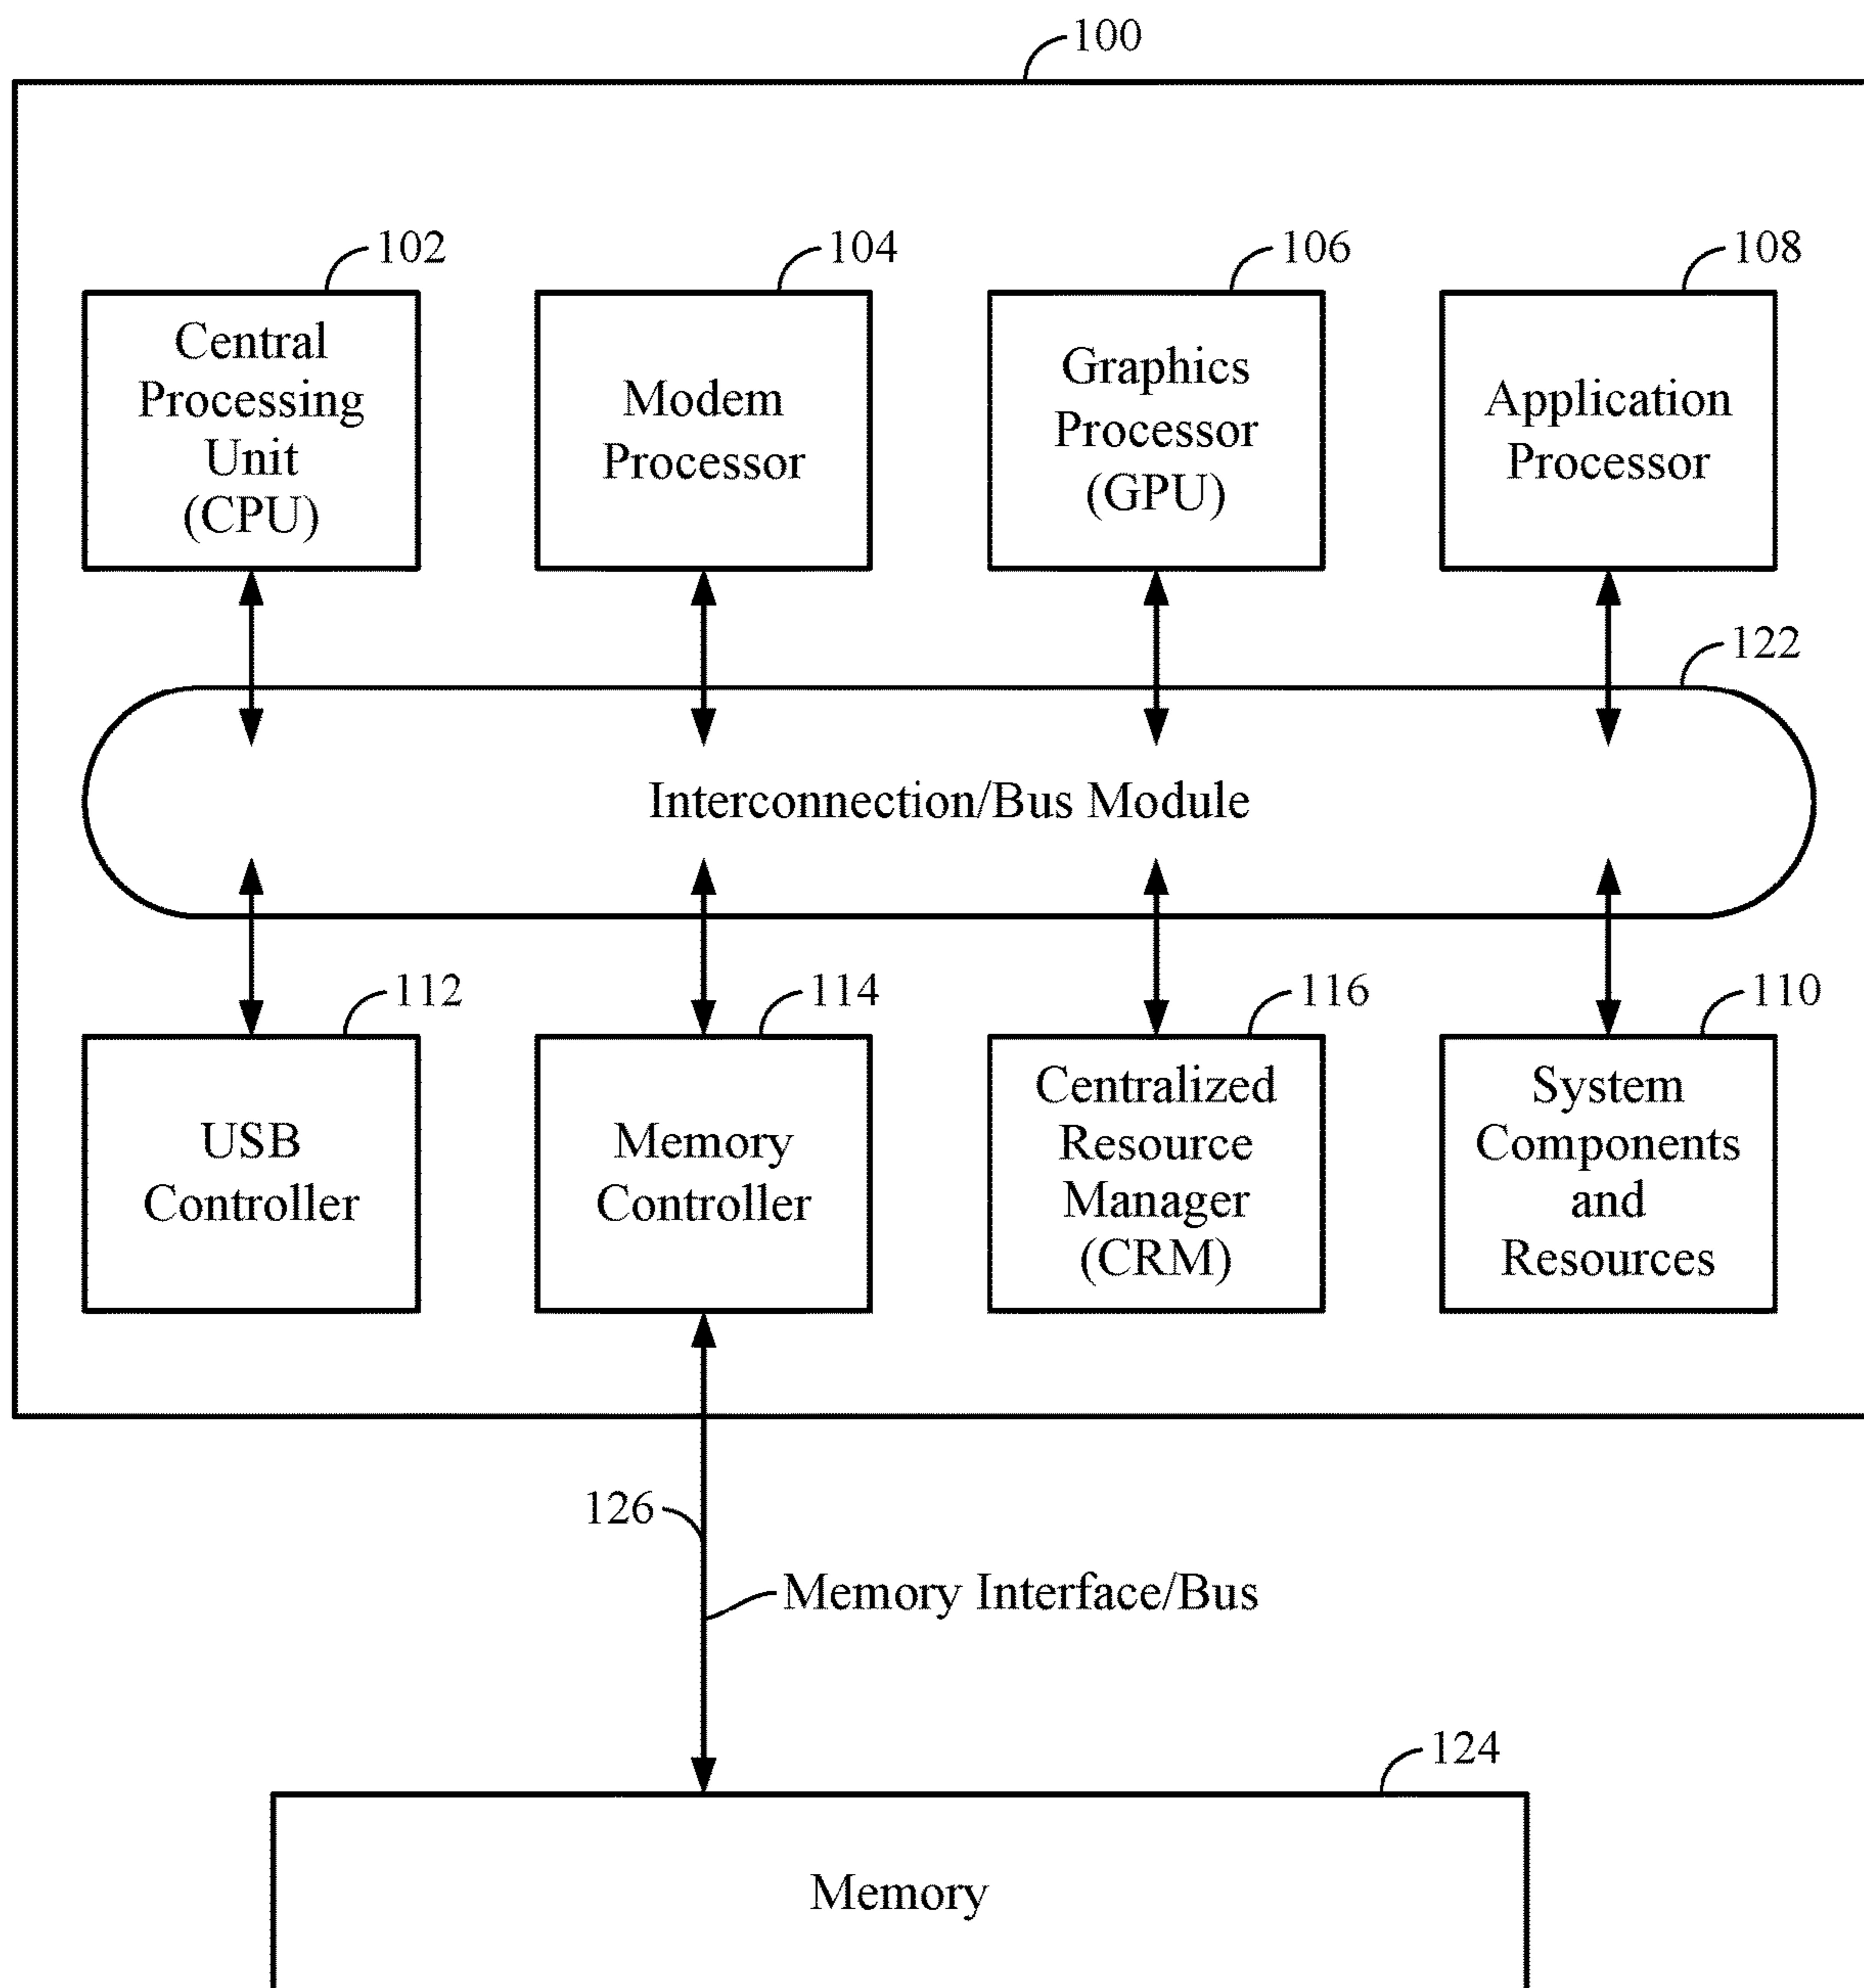 100
102
104
106
108
Central
Processing
Unit
(CPU)
Modem
Processor
Graphics
Processor
(GPU)
Application
Processor
122
Interconnection/Bus Module
112
114
116
110
USB
Controller
Memory
Controller
Centralized
Resource
Manager
(CRM)
System
Components
and
Resources
126
Memory Interface/Bus
124
Memory